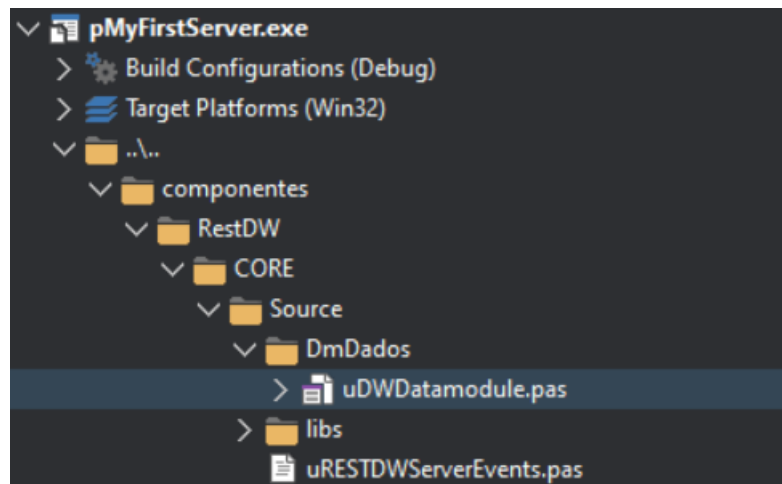 pMyFirstServer.exe
Build Configurations (Debug)
Target Platforms (Win32)
..\..
componentes
RestDW
CORE
Source
DmDados
uDWDatamodule.pas
libs
uRESTDWServerEvents.pas